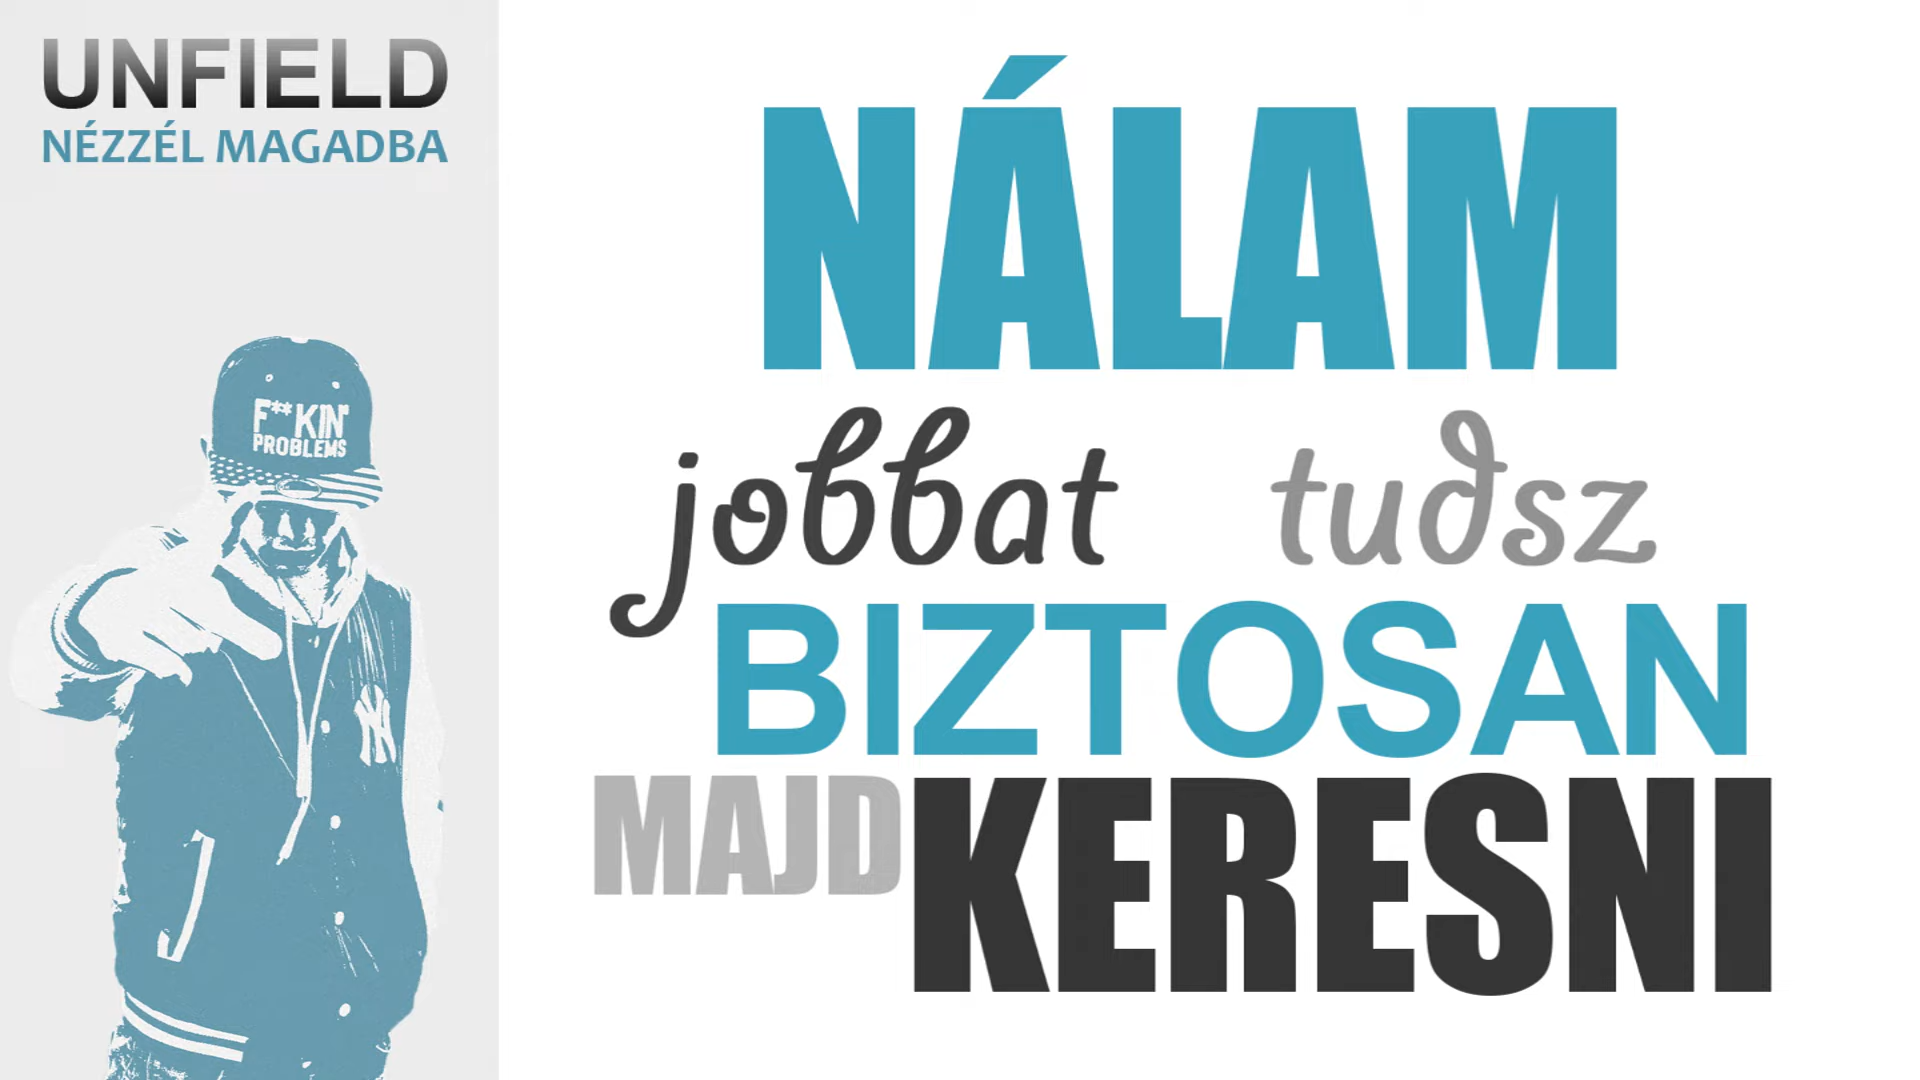 UNFIELD
NÉZZÉL MAGADBA
F**KIN'
PROBLEMS
NÁLAM
jobbat tudsz
BIZTOSAN
MAJD KERESNI